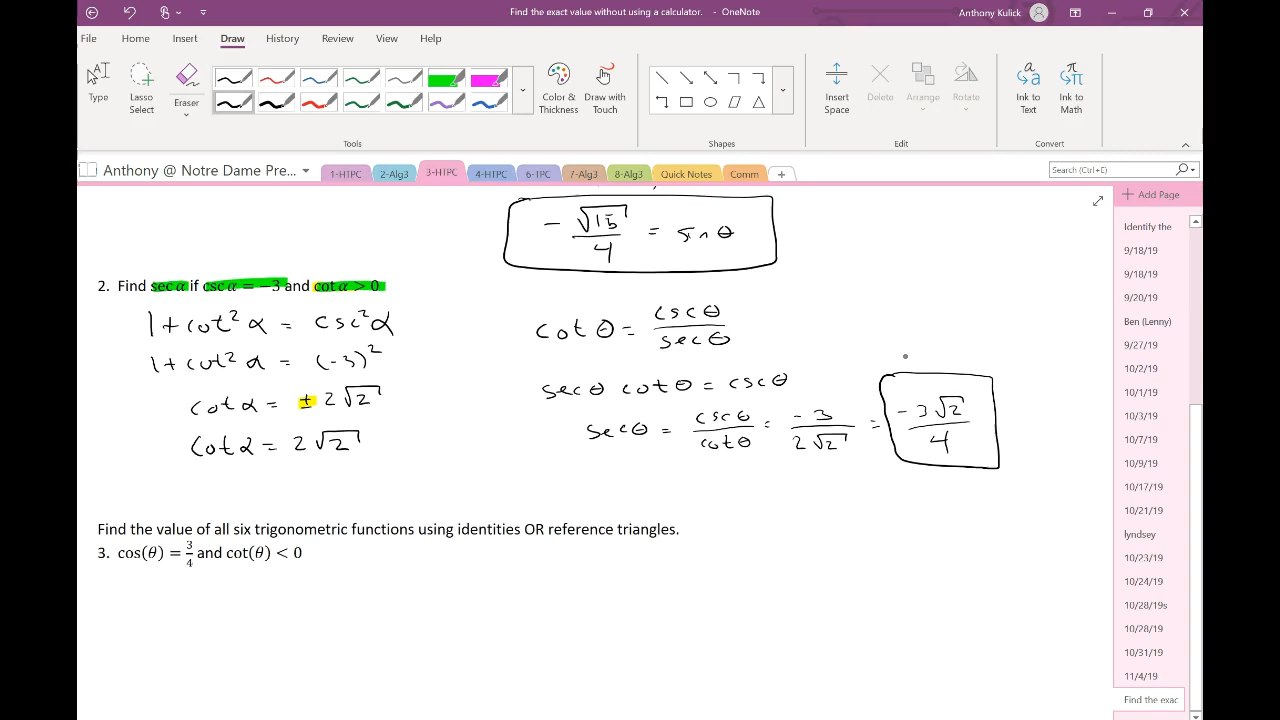 Find the exact value without using a calculator. - OneNote
Anthony Kulick
File Home Insert Draw History Review View Help
Type
Lasso Select
Eraser
Color & Thickness
Draw with Touch
Insert Space
Delete
Arrange
Rotate
Ink to Text
Ink to Math
Tools
Shapes
Edit
Convert
Anthony @ Notre Dame Pre...
1-H1PC 2-Alg3 3-H1PC 4-H1PC 6-1PC 7-Alg3 8-Alg3 Quick Notes Comm +
Search (Ctrl+E)
-√15/4 = sin θ
2. Find sec α if csc α = −3 and cot α > 0
1 + cot² α = csc² α
1 + cot² α = (-3)²
cot α = ± 2√2
cot α = 2√2
cot θ = csc θ/sec θ
sec θ cot θ = csc θ
sec θ = csc θ/cot θ = -3/2√2 = -3√2/4
Find the value of all six trigonometric functions using identities OR reference triangles.
3. cos(θ) = 3/4 and cot(θ) < 0
+ Add Page
Identify the
9/18/19
9/18/19
9/20/19
Ben (Lenny)
9/27/19
10/2/19
10/1/19
10/3/19
10/7/19
10/9/19
10/17/19
10/21/19
lyndsey
10/23/19
10/24/19
10/28/19s
10/28/19
10/31/19
11/4/19
Find the exac